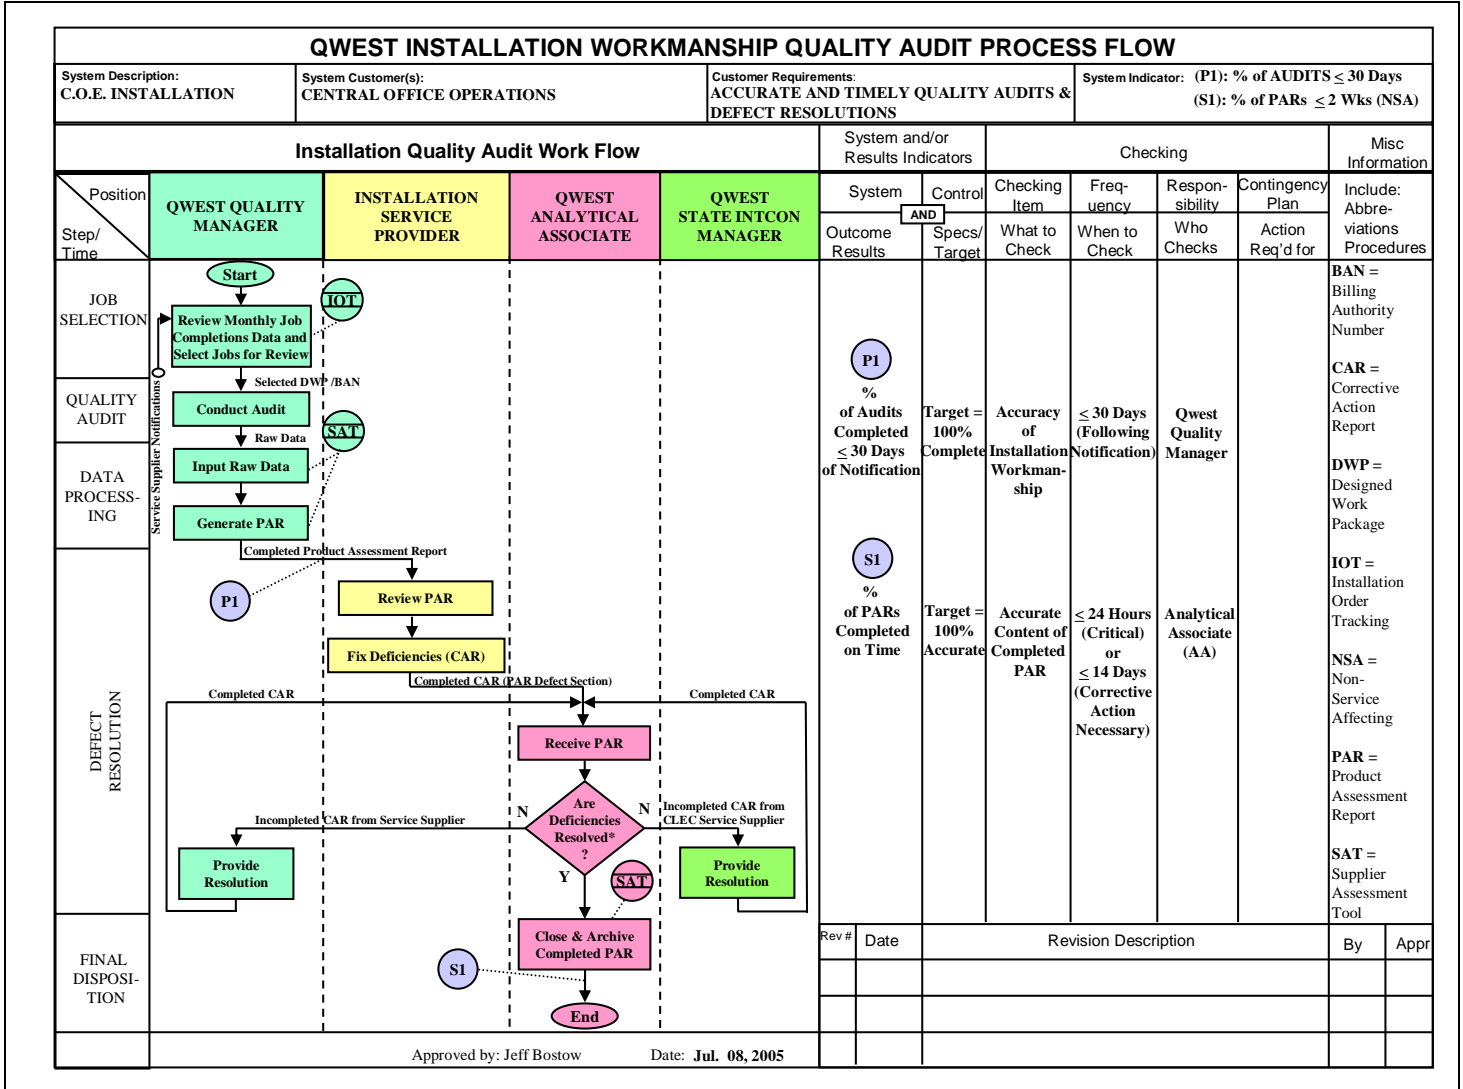 QWEST INSTALLATION WORKMANSHIP QUALITY AUDIT PROCESS FLOW
System Description:
C.O.E. INSTALLATION
System Customer(s):
CENTRAL OFFICE OPERATIONS
Customer Requirements:
ACCURATE AND TIMELY QUALITY AUDITS &
DEFECT RESOLUTIONS
System Indicator: (P1): % of AUDITS ≤ 30 Days
(S1): % of PARs ≤ 2 Wks (NSA)
Installation Quality Audit Work Flow
System and/or
Results Indicators
Checking
Misc
Information
Position
Step/
Time
QWEST QUALITY
MANAGER
INSTALLATION
SERVICE
PROVIDER
QWEST
ANALYTICAL
ASSOCIATE
QWEST
STATE INTCON
MANAGER
System
Control
AND
Outcome
Results
Specs/
Target
Checking
Item
What to
Check
Freq-
uency
When to
Check
Respon-
sibility
Who
Checks
Contingency
Plan
Action
Req'd for
Include:
Abbre-
viations
Procedures
JOB
SELECTION
QUALITY
AUDIT
DATA
PROCESS-
ING
DEFECT
RESOLUTION
FINAL
DISPOSI-
TION
Start
IOT
Review Monthly Job
Completions Data and
Select Jobs for Review
Service Supplier Notifications
Selected DWP /BAN
Conduct Audit
Raw Data
SAT
Input Raw Data
Generate PAR
Completed Product Assessment Report
P1
Review PAR
Fix Deficiencies (CAR)
Completed CAR (PAR Defect Section)
Completed CAR
Completed CAR
Receive PAR
Are
Deficiencies
Resolved*
?
N
N
Y
Incompleted CAR from Service Supplier
Incompleted CAR from
CLEC Service Supplier
Provide
Resolution
Provide
Resolution
SAT
Close & Archive
Completed PAR
S1
End
P1
%
of Audits
Completed
≤ 30 Days
of Notification
Target =
100%
Complete
Accuracy
of
Installation
Workman-
ship
≤ 30 Days
(Following
Notification)
Qwest
Quality
Manager
S1
%
of PARs
Completed
on Time
Target =
100%
Accurate
Accurate
Content of
Completed
PAR
≤ 24 Hours
(Critical)
or
≤ 14 Days
(Corrective
Action
Necessary)
Analytical
Associate
(AA)
BAN =
Billing
Authority
Number
CAR =
Corrective
Action
Report
DWP =
Designed
Work
Package
IOT =
Installation
Order
Tracking
NSA =
Non-
Service
Affecting
PAR =
Product
Assessment
Report
SAT =
Supplier
Assessment
Tool
Rev #
Date
Revision Description
By
Appr
Approved by: Jeff Bostow
Date: Jul. 08, 2005